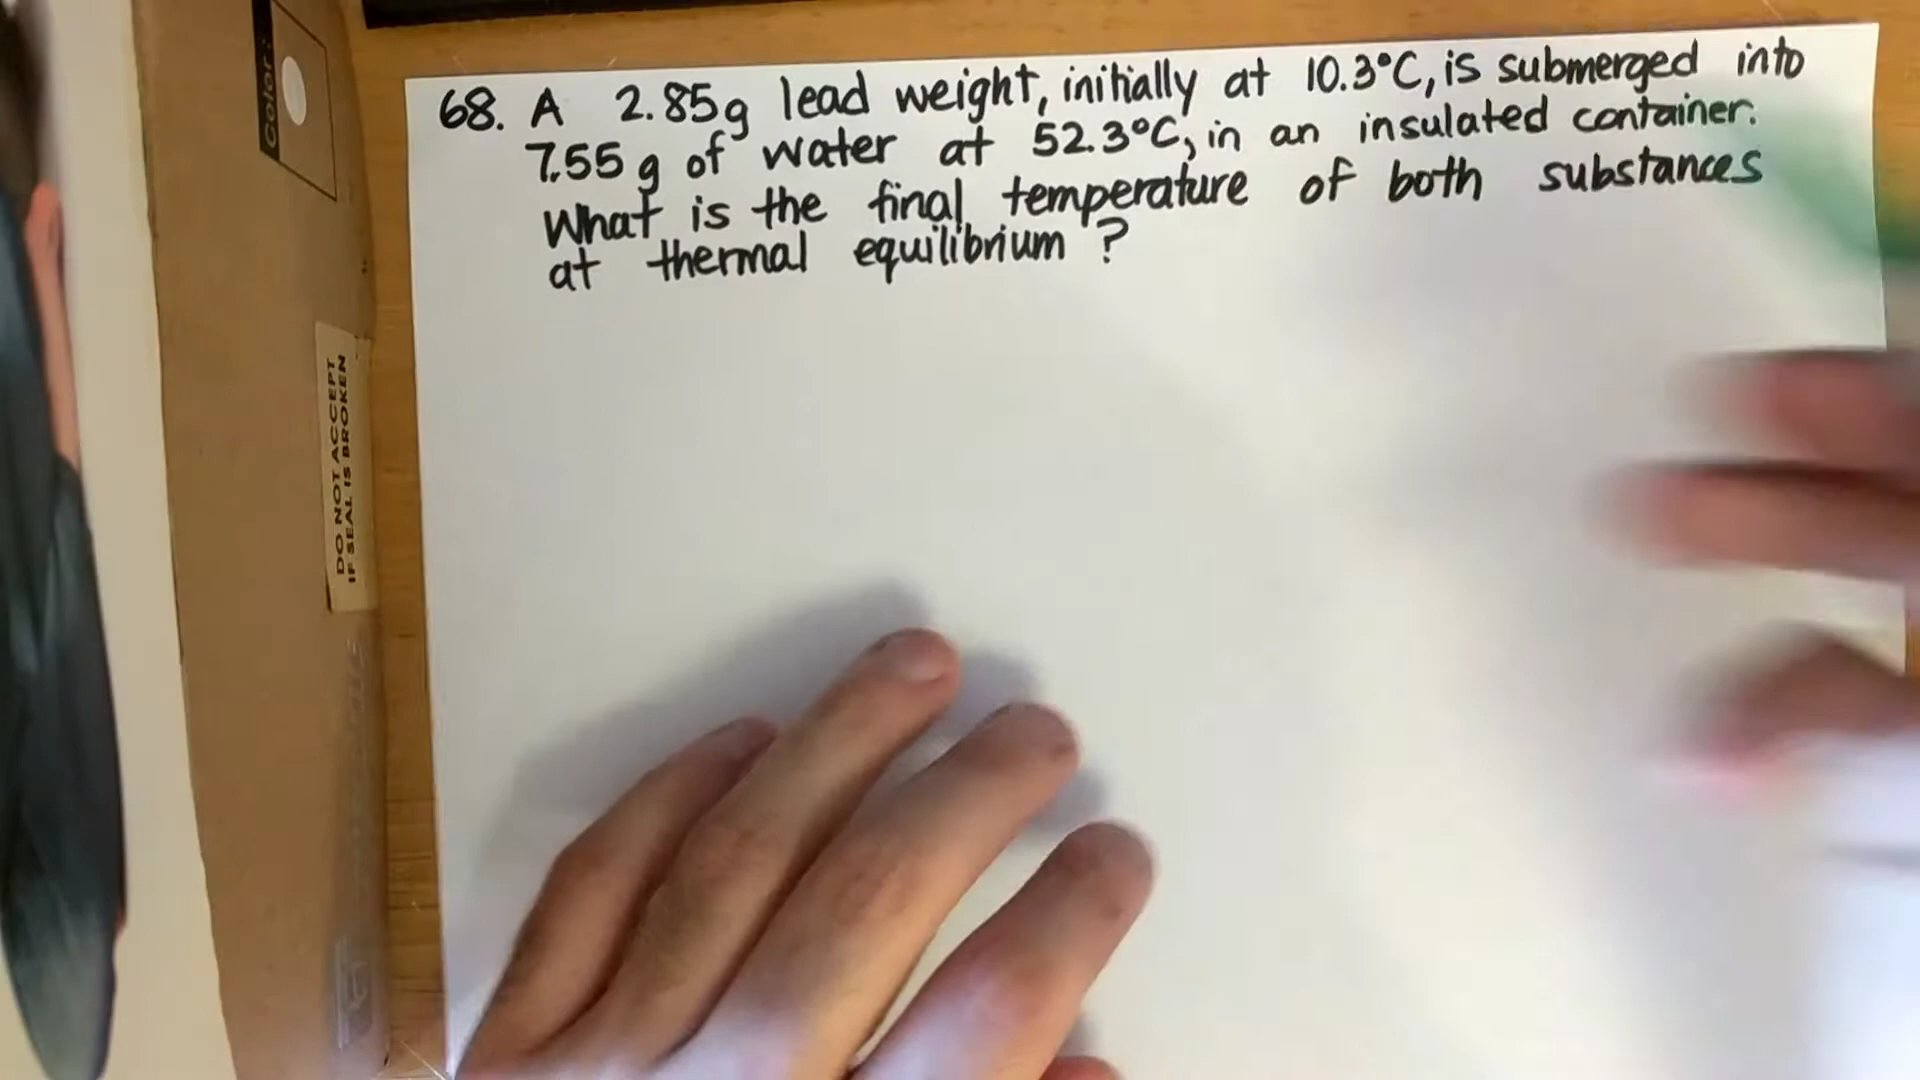 68. A 2.85g lead weight, initially at 10.3°C, is submerged into
7.55 g of water at 52.3°C, in an insulated container.
What is the final temperature of both substances
at thermal equilibrium ?
Color:
DO NOT ACCEPT
IF SEAL IS BROKEN